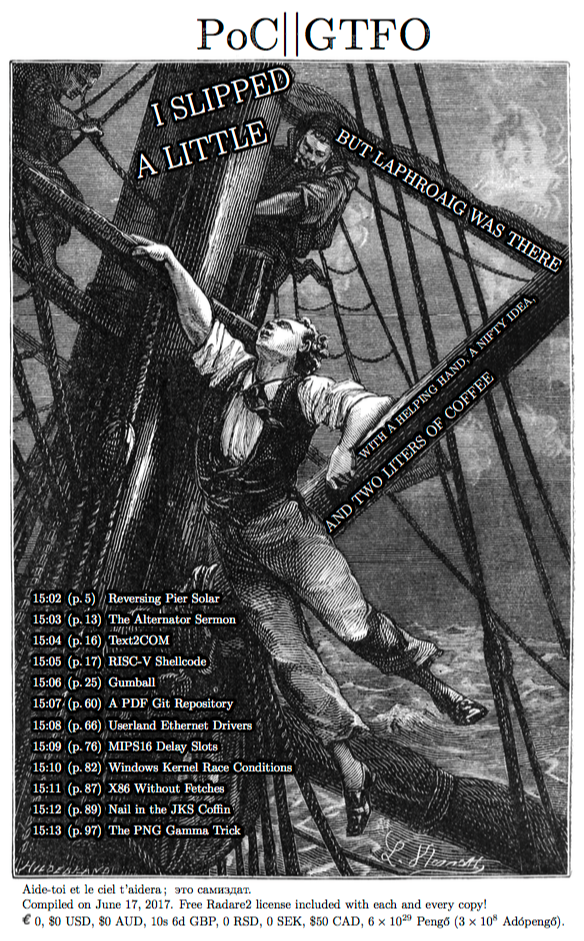 PoC||GTFO
I SLIPPED
A LITTLE
BUT LAPHROAIG WAS THERE
WITH A HELPING HAND, A NIFTY IDEA,
AND TWO LITERS OF COFFEE
15:02 (p. 5) Reversing Pier Solar
15:03 (p. 13) The Alternator Sermon
15:04 (p. 16) Text2COM
15:05 (p. 17) RISC-V Shellcode
15:06 (p. 25) Gumball
15:07 (p. 60) A PDF Git Repository
15:08 (p. 66) Userland Ethernet Drivers
15:09 (p. 76) MIPS16 Delay Slots
15:10 (p. 82) Windows Kernel Race Conditions
15:11 (p. 87) X86 Without Fetches
15:12 (p. 89) Nail in the JKS Coffin
15:13 (p. 97) The PNG Gamma Trick
Aide-toi et le ciel t'aidera; это самиздат.
Compiled on June 17, 2017. Free Radare2 license included with each and every copy!
€ 0, $0 USD, $0 AUD, 10s 6d GBP, 0 RSD, 0 SEK, $50 CAD, 6 × 10²⁹ Pengő (3 × 10⁸ Adópengő).